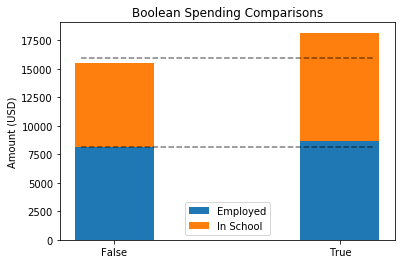 Boolean Spending Comparisons
17500
15000
12500
10000
7500
5000
2500
0
Amount (USD)
Employed
In School
False
True